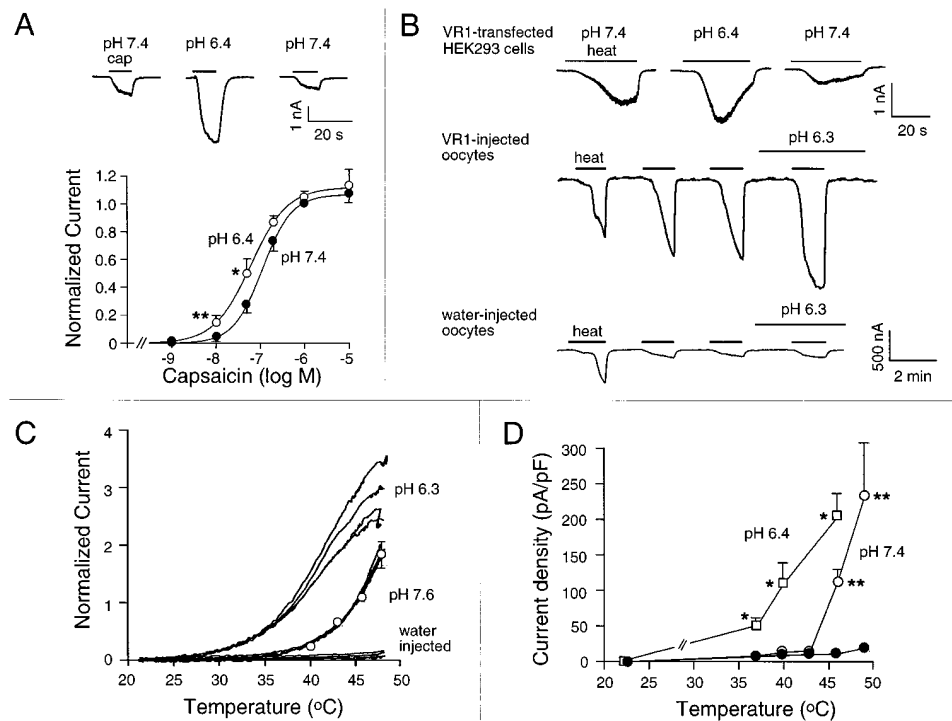 A
pH 7.4
cap
pH 6.4
pH 7.4
1 nA
20 s
Normalized Current
1.2
1.0
0.8
0.6
0.4
0.2
0
pH 6.4
pH 7.4
*
**
-9
-8
-7
-6
-5
Capsaicin (log M)
B
VR1-transfected
HEK293 cells
pH 7.4
heat
pH 6.4
pH 7.4
1 nA
20 s
VR1-injected
oocytes
heat
pH 6.3
water-injected
oocytes
heat
pH 6.3
500 nA
2 min
C
Normalized Current
4
3
2
1
0
pH 6.3
pH 7.6
water
injected
20
25
30
35
40
45
50
Temperature (oC)
D
Current density (pA/pF)
300
250
200
150
100
50
0
pH 6.4
pH 7.4
*
*
*
**
**
20
25
30
35
40
45
50
Temperature (oC)